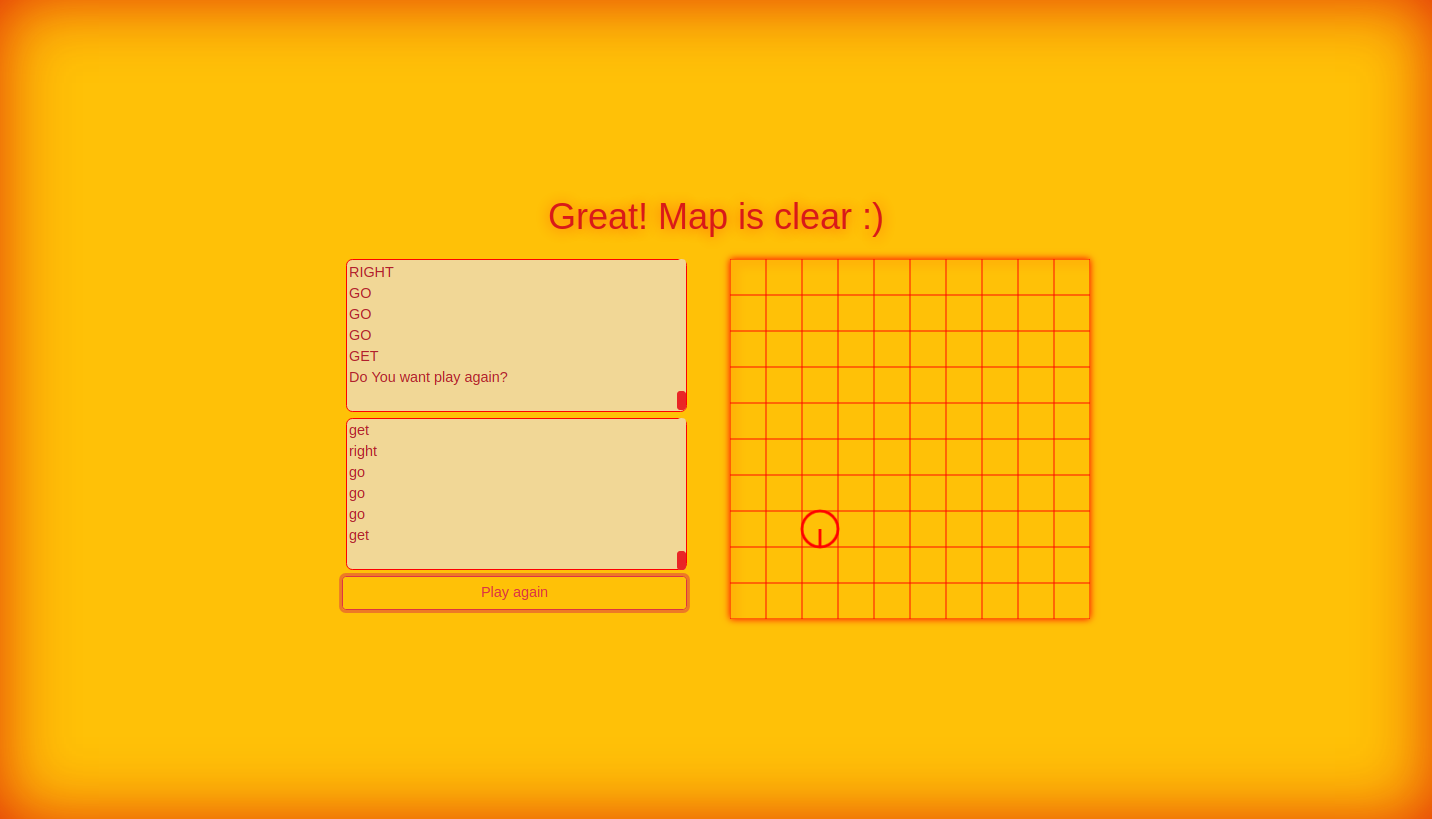 Great! Map is clear :)
RIGHT
GO
GO
GO
GET
Do You want play again?
get
right
go
go
go
get
Play again